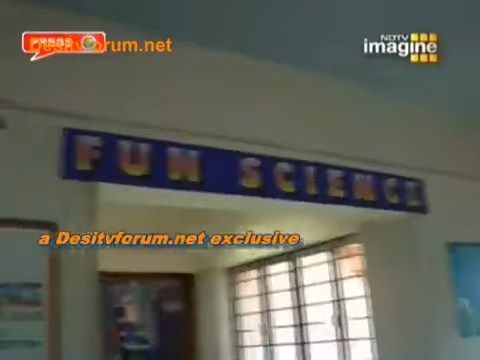 Desitvforum.net
NDTV
imagine
FUN SCIENCE
a Desitvforum.net exclusive